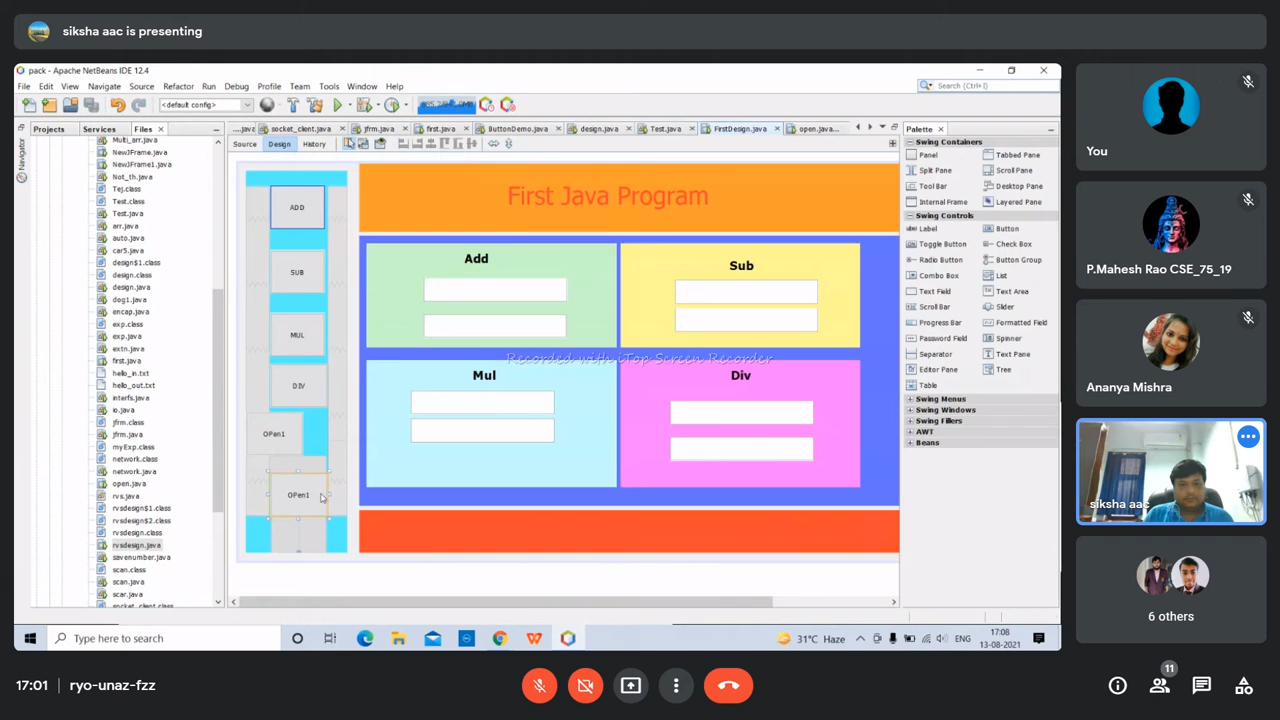 siksha aac is presenting
pack - Apache NetBeans IDE 12.4
File Edit View Navigate Source Refactor Run Debug Profile Team Tools Window Help
Search (Ctrl+I)
<default config>
Projects Services Files
...java socket_client.java jfrm.java first.java ButtonDemo.java design.java Test.java FirstDesign.java open.java...
Source Design History
Navigator
Multi_arr.java
NewJFrame.java
NewJFrame1.java
Not_th.java
Tej.class
Test.class
Test.java
arr.java
auto.java
car5.java
design$1.class
design.class
design.java
dog1.java
encap.java
exp.class
exp.java
extn.java
first.java
hello_in.txt
hello_out.txt
interfs.java
io.java
jfrm.class
jfrm.java
myExp.class
network.class
network.java
open.java
rvs.java
rvsdesign$1.class
rvsdesign$2.class
rvsdesign.class
rvsdesign.java
savenumber.java
scan.class
scan.java
scar.java
socket_client.class
ADD
SUB
MUL
DIV
OPen1
OPen1
First Java Program
Add
Sub
Mul
Div
Recorded with iTop Screen Recorder
Palette
Swing Containers
Panel Tabbed Pane
Split Pane Scroll Pane
Tool Bar Desktop Pane
Internal Frame Layered Pane
Swing Controls
Label Button
Toggle Button Check Box
Radio Button Button Group
Combo Box List
Text Field Text Area
Scroll Bar Slider
Progress Bar Formatted Field
Password Field Spinner
Separator Text Pane
Editor Pane Tree
Table
Swing Menus
Swing Windows
Swing Fillers
AWT
Beans
Type here to search
31°C Haze
ENG
17:08
13-08-2021
You
P.Mahesh Rao CSE_75_19
Ananya Mishra
siksha aac
6 others
17:01 | ryo-unaz-fzz
11